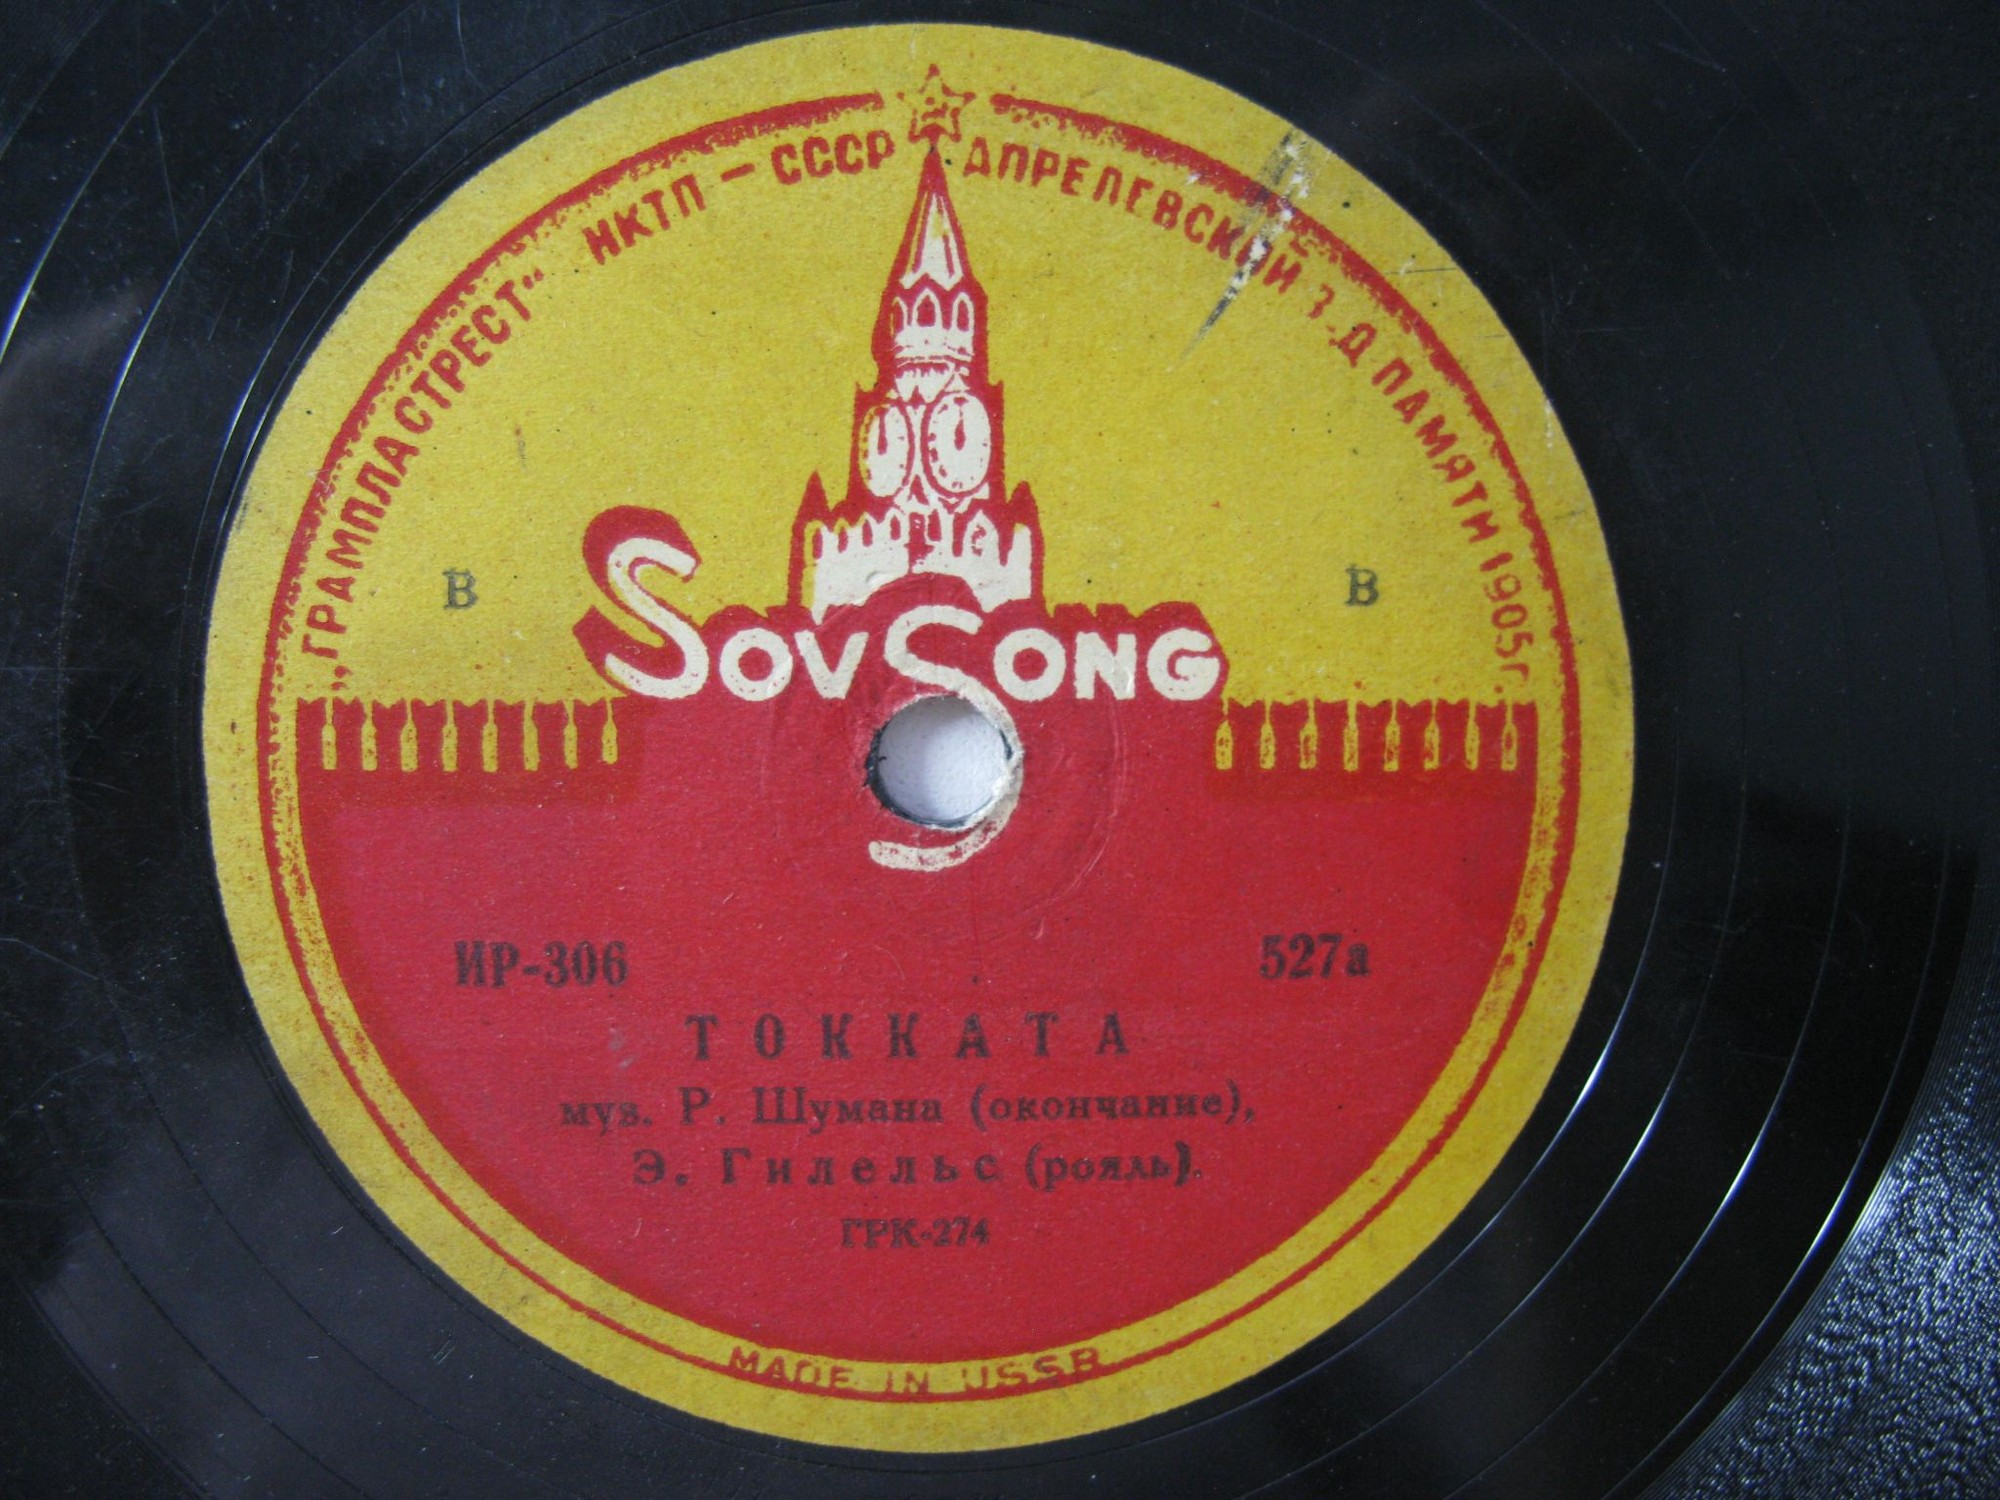 „ГРАМПЛАСТРЕСТ“ НКТП – СССР АПРЕЛЕВСКОЙ З-Д ПАМЯТИ 1905 г.
В В
SovSong
ИР-306 527а
ТОККАТА
муз. Р. Шумана (окончание),
Э. Гилельс (рояль).
ГРК-274
MADE IN USSR